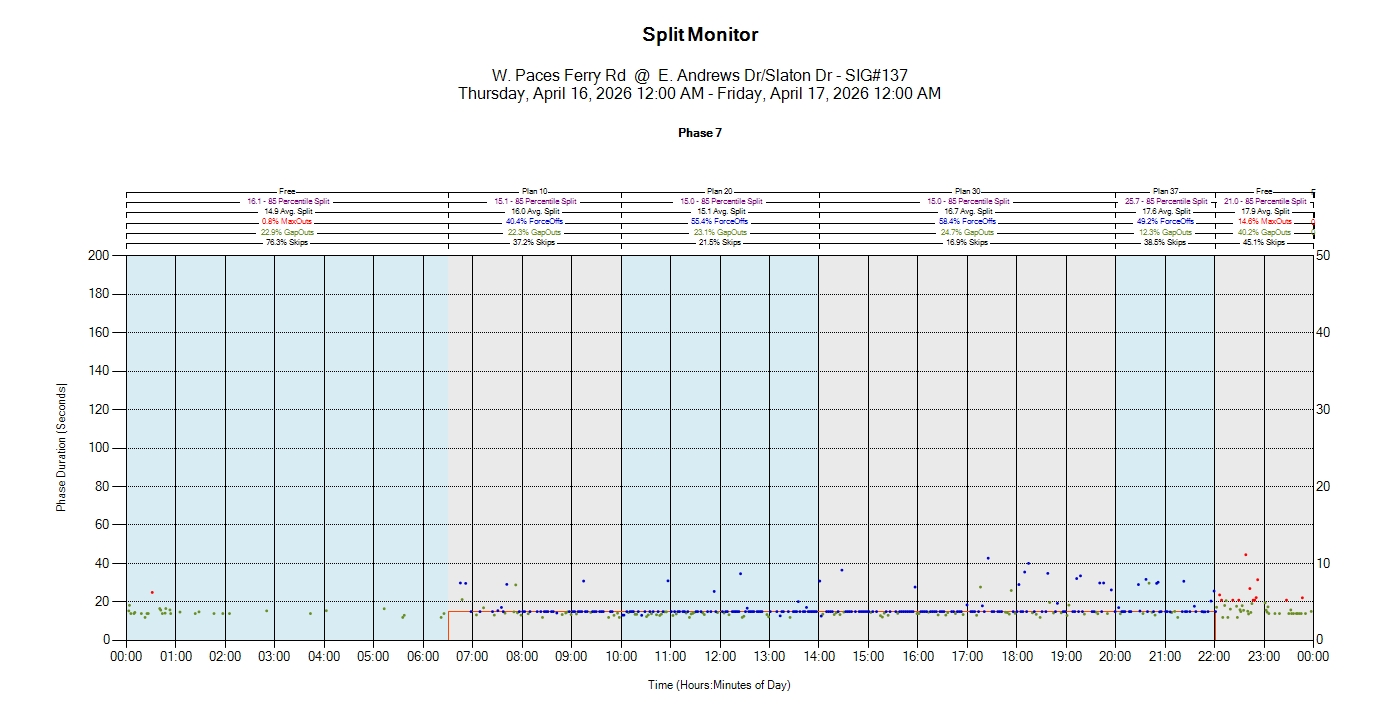 Split Monitor
W. Paces Ferry Rd @ E. Andrews Dr/Slaton Dr - SIG#137
Thursday, April 16, 2026 12:00 AM - Friday, April 17, 2026 12:00 AM
Phase 7
Free Plan 10 Plan 20 Plan 30 Plan 37 Free F
16.1 - 85 Percentile Split 15.1 - 85 Percentile Split 15.0 - 85 Percentile Split 15.0 - 85 Percentile Split 25.7 - 85 Percentile Split 21.0 - 85 Percentile Split
14.9 Avg. Split 16.0 Avg. Split 15.1 Avg. Split 16.7 Avg. Split 17.6 Avg. Split 17.9 Avg. Split
0.8% MaxOuts 40.4% ForceOffs 55.4% ForceOffs 58.4% ForceOffs 49.2% ForceOffs 14.6% MaxOuts
22.9% GapOuts 22.3% GapOuts 23.1% GapOuts 24.7% GapOuts 12.3% GapOuts 40.2% GapOuts
76.3% Skips 37.2% Skips 21.5% Skips 16.9% Skips 38.5% Skips 45.1% Skips
200 50
180
160 40
140
120 30
100
80 20
60
40 10
20
0 0
Phase Duration (Seconds)
00:00 01:00 02:00 03:00 04:00 05:00 06:00 07:00 08:00 09:00 10:00 11:00 12:00 13:00 14:00 15:00 16:00 17:00 18:00 19:00 20:00 21:00 22:00 23:00 00:00
Time (Hours:Minutes of Day)